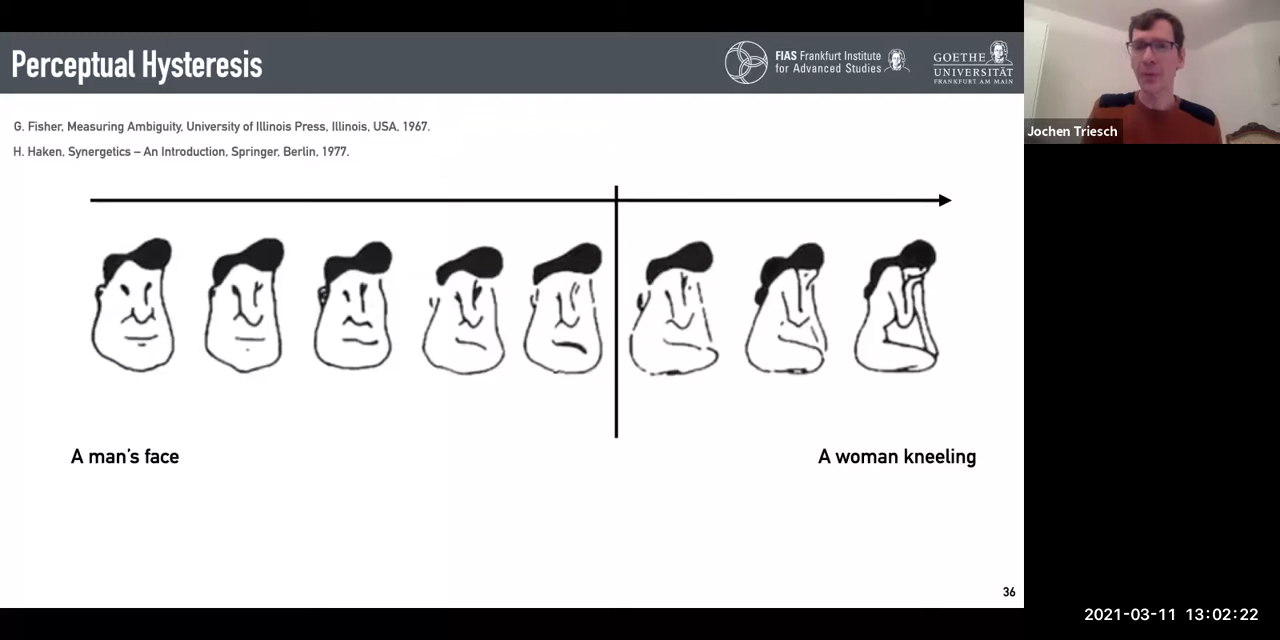 Perceptual Hysteresis
FIAS Frankfurt Institute
for Advanced Studies
GOETHE
UNIVERSITÄT
FRANKFURT AM MAIN
Jochen Triesch
G. Fisher, Measuring Ambiguity, University of Illinois Press, Illinois, USA, 1967.
H. Haken, Synergetics – An Introduction, Springer, Berlin, 1977.
A man's face
A woman kneeling
36
2021-03-11 13:02:22